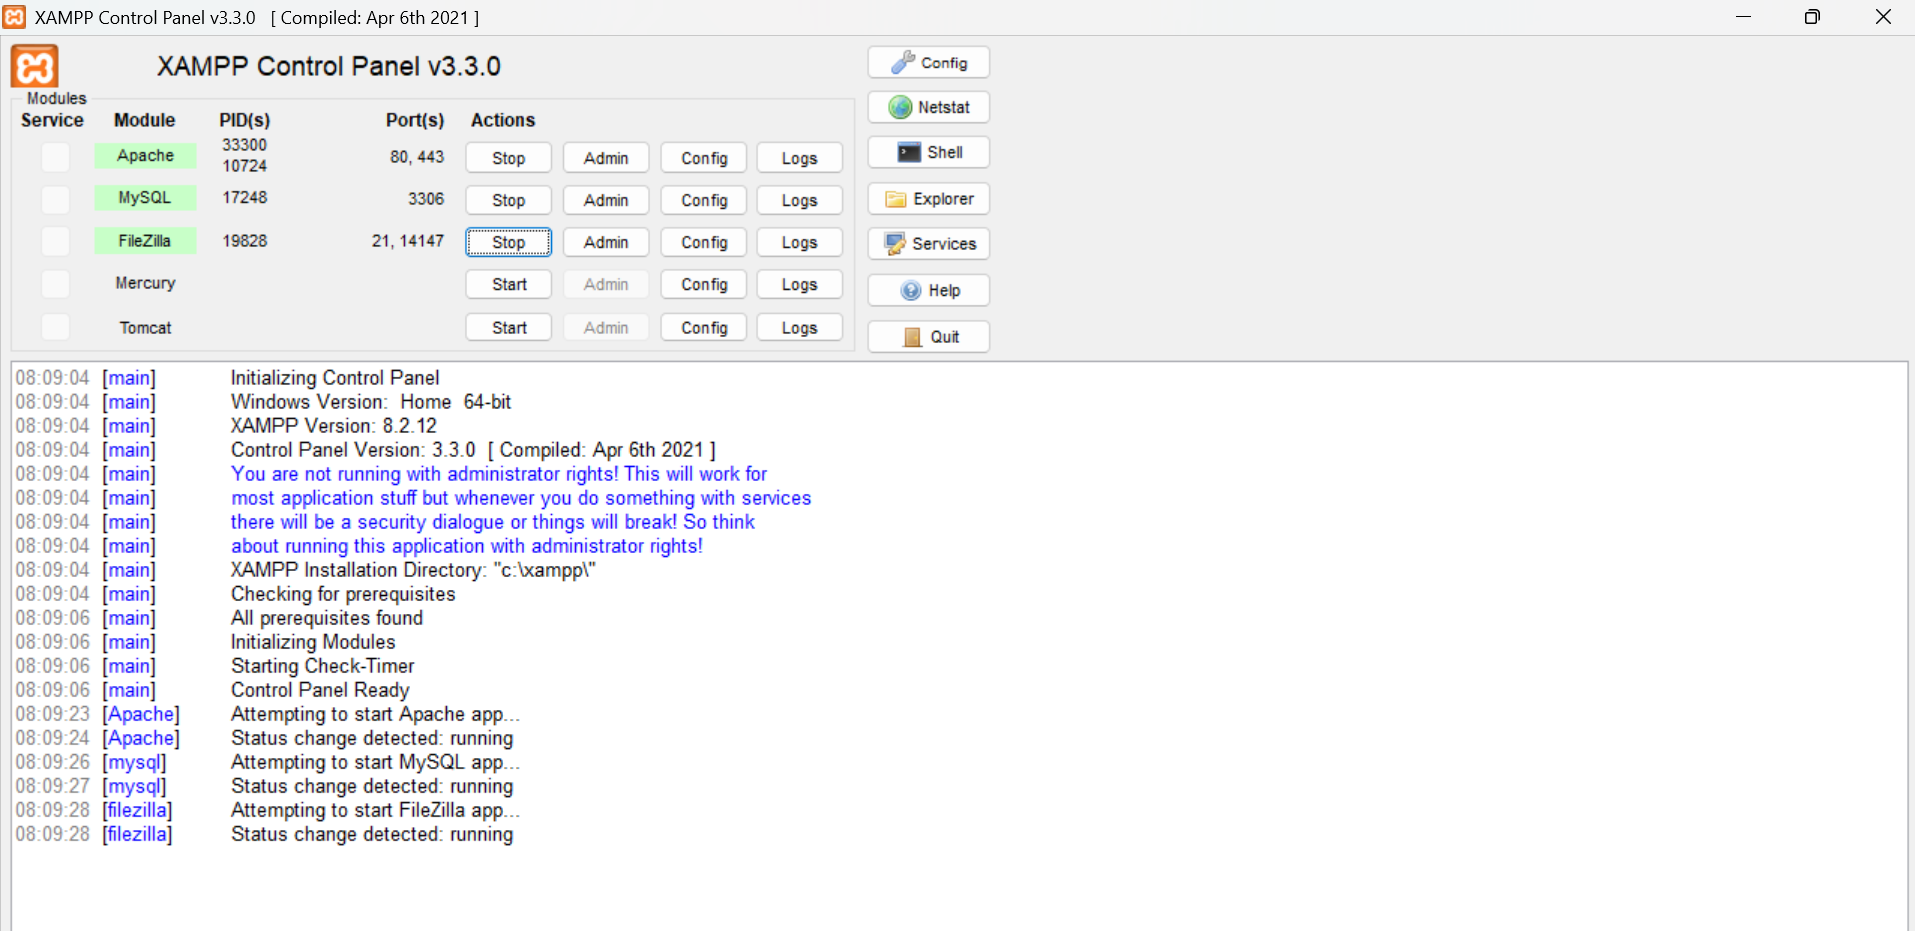 XAMPP Control Panel v3.3.0 [ Compiled: Apr 6th 2021 ]
XAMPP Control Panel v3.3.0
Config
Modules
Netstat
Service Module PID(s) Port(s) Actions
Apache 33300 10724 80, 443 Stop Admin Config Logs
Shell
MySQL 17248 3306 Stop Admin Config Logs
Explorer
FileZilla 19828 21, 14147 Stop Admin Config Logs
Services
Mercury Start Admin Config Logs
Help
Tomcat Start Admin Config Logs
Quit
08:09:04 [main] Initializing Control Panel
08:09:04 [main] Windows Version: Home 64-bit
08:09:04 [main] XAMPP Version: 8.2.12
08:09:04 [main] Control Panel Version: 3.3.0 [ Compiled: Apr 6th 2021 ]
08:09:04 [main] You are not running with administrator rights! This will work for
08:09:04 [main] most application stuff but whenever you do something with services
08:09:04 [main] there will be a security dialogue or things will break! So think
08:09:04 [main] about running this application with administrator rights!
08:09:04 [main] XAMPP Installation Directory: "c:\xampp\"
08:09:04 [main] Checking for prerequisites
08:09:06 [main] All prerequisites found
08:09:06 [main] Initializing Modules
08:09:06 [main] Starting Check-Timer
08:09:06 [main] Control Panel Ready
08:09:23 [Apache] Attempting to start Apache app...
08:09:24 [Apache] Status change detected: running
08:09:26 [mysql] Attempting to start MySQL app...
08:09:27 [mysql] Status change detected: running
08:09:28 [filezilla] Attempting to start FileZilla app...
08:09:28 [filezilla] Status change detected: running